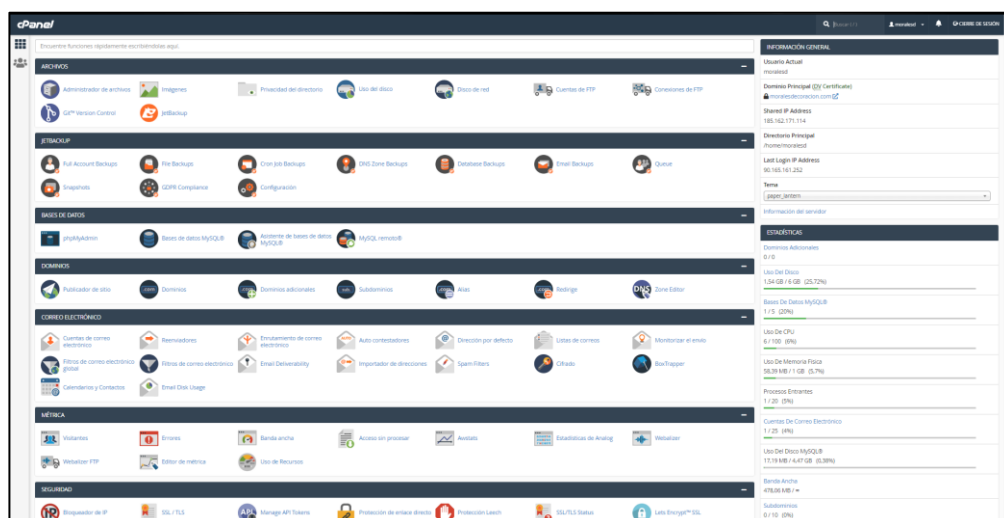 cPanel
Buscar ( / )
moralesd
CIERRE DE SESIÓN
Encuentre funciones rápidamente escribiéndolas aquí.
ARCHIVOS
Administrador de archivos
Imágenes
Privacidad del directorio
Uso del disco
Disco de red
Cuentas de FTP
Conexiones de FTP
Git™ Version Control
JetBackup
JETBACKUP
Full Account Backups
File Backups
Cron Job Backups
DNS Zone Backups
Database Backups
Email Backups
Queue
Snapshots
GDPR Compliance
Configuración
BASES DE DATOS
phpMyAdmin
Bases de datos MySQL®
Asistente de bases de datos
MySQL®
MySQL remoto®
DOMINIOS
Publicador de sitio
Dominios
Dominios adicionales
Subdominios
Alias
Redirige
Zone Editor
CORREO ELECTRÓNICO
Cuentas de correo
electrónico
Reenviadores
Enrutamiento de correo
electrónico
Auto contestadores
Dirección por defecto
Listas de correos
Monitorizar el envío
Filtros de correo electrónico
global
Filtros de correo electrónico
Email Deliverability
Importador de direcciones
Spam Filters
Cifrado
BoxTrapper
Calendarios y Contactos
Email Disk Usage
MÉTRICA
Visitantes
Errores
Banda ancha
Acceso sin procesar
Awstats
Estadísticas de Analog
Webalizer
Webalizer FTP
Editor de métrica
Uso de Recursos
SEGURIDAD
Bloqueador de IP
SSL / TLS
Manage API Tokens
Protección de enlace directo
Protección Leech
SSL/TLS Status
Lets Encrypt™ SSL
INFORMACIÓN GENERAL
Usuario Actual
moralesd
Dominio Principal (DV Certificate)
moralesdecoracion.com
Shared IP Address
185.162.171.114
Directorio Principal
/home/moralesd
Last Login IP Address
90.165.161.252
Tema
paper_lantern
Información del servidor
ESTADÍSTICAS
Dominios Adicionales
0 / 0
Uso Del Disco
1,54 GB / 6 GB (25,72%)
Bases De Datos MySQL®
1 / 5 (20%)
Uso De CPU
6 / 100 (6%)
Uso De Memoria Física
58,39 MB / 1 GB (5,7%)
Procesos Entrantes
1 / 20 (5%)
Cuentas De Correo Electrónico
1 / 25 (4%)
Uso Del Disco MySQL®
17,19 MB / 4,47 GB (0,38%)
Banda Ancha
478,06 MB / ∞
Subdominios
0 / 10 (0%)